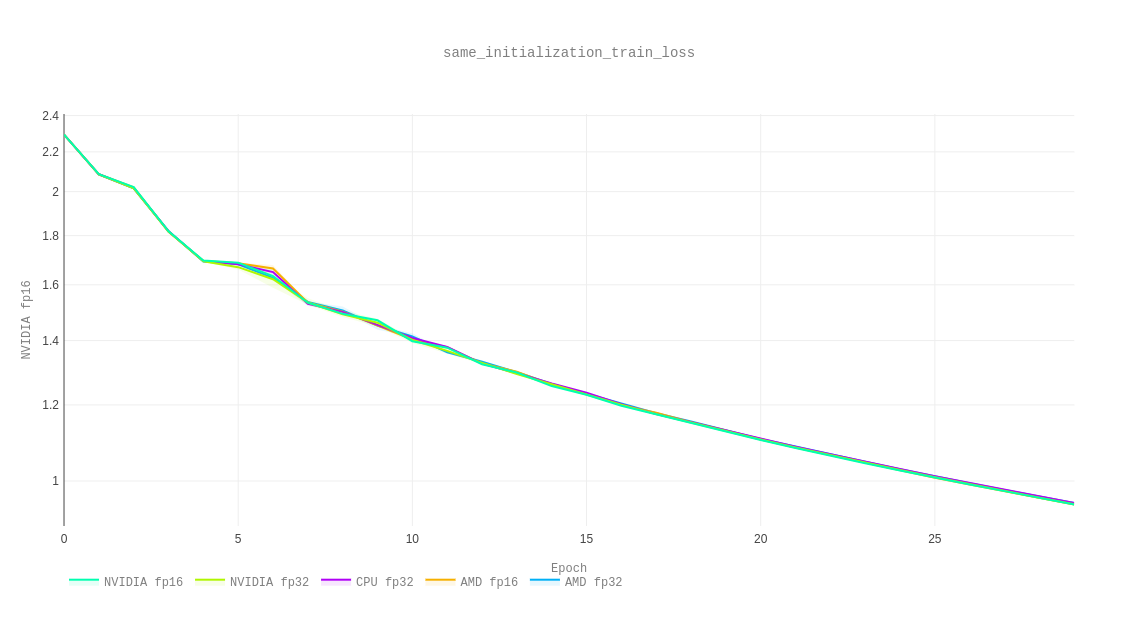 same_initialization_train_loss
2.4
2.2
2
1.8
1.6
1.4
1.2
1
NVIDIA fp16
0 5 10 15 20 25
Epoch
NVIDIA fp16 NVIDIA fp32 CPU fp32 AMD fp16 AMD fp32